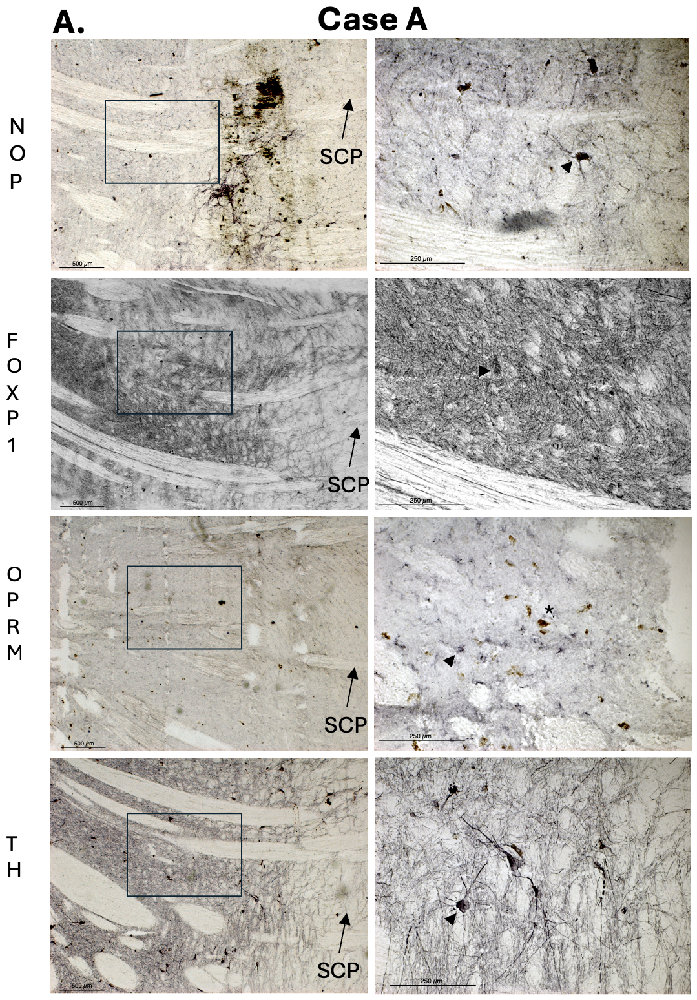 A.
Case A
N
O
P
SCP
500 µm
250 µm
F
O
X
P
1
SCP
500 µm
250 µm
O
P
R
M
*
SCP
500 µm
250 µm
T
H
SCP
500 µm
250 µm